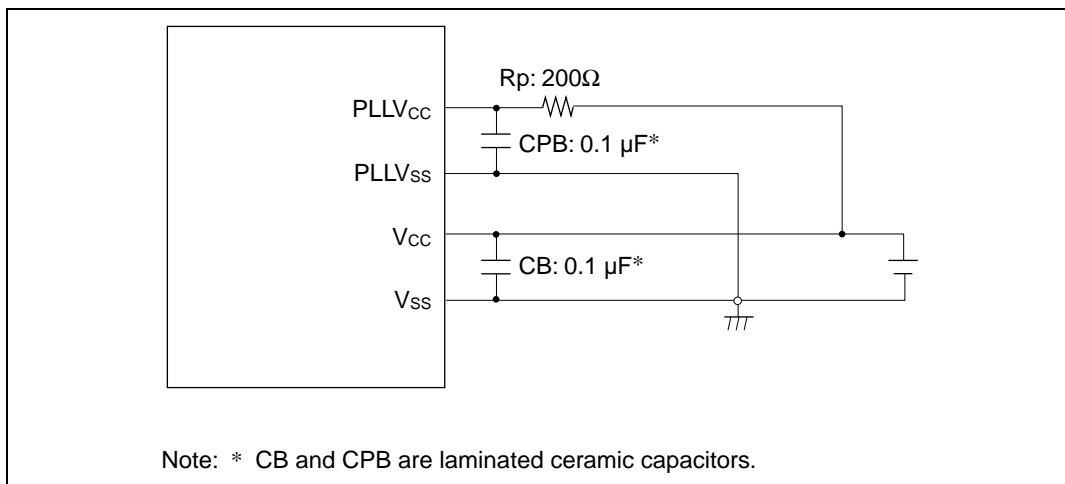 Rp: 200Ω
PLLVCC
CPB: 0.1 µF*
PLLVSS
VCC
CB: 0.1 µF*
VSS
Note: * CB and CPB are laminated ceramic capacitors.